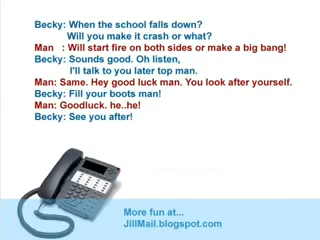 Becky: When the school falls down?
Will you make it crash or what?
Man : Will start fire on both sides or make a big bang!
Becky: Sounds good. Oh listen,
I'll talk to you later top man.
Man: Same. Hey good luck man. You look after yourself.
Becky: Fill your boots man!
Man: Goodluck. he..he!
Becky: See you after!
More fun at...
JillMail.blogspot.com